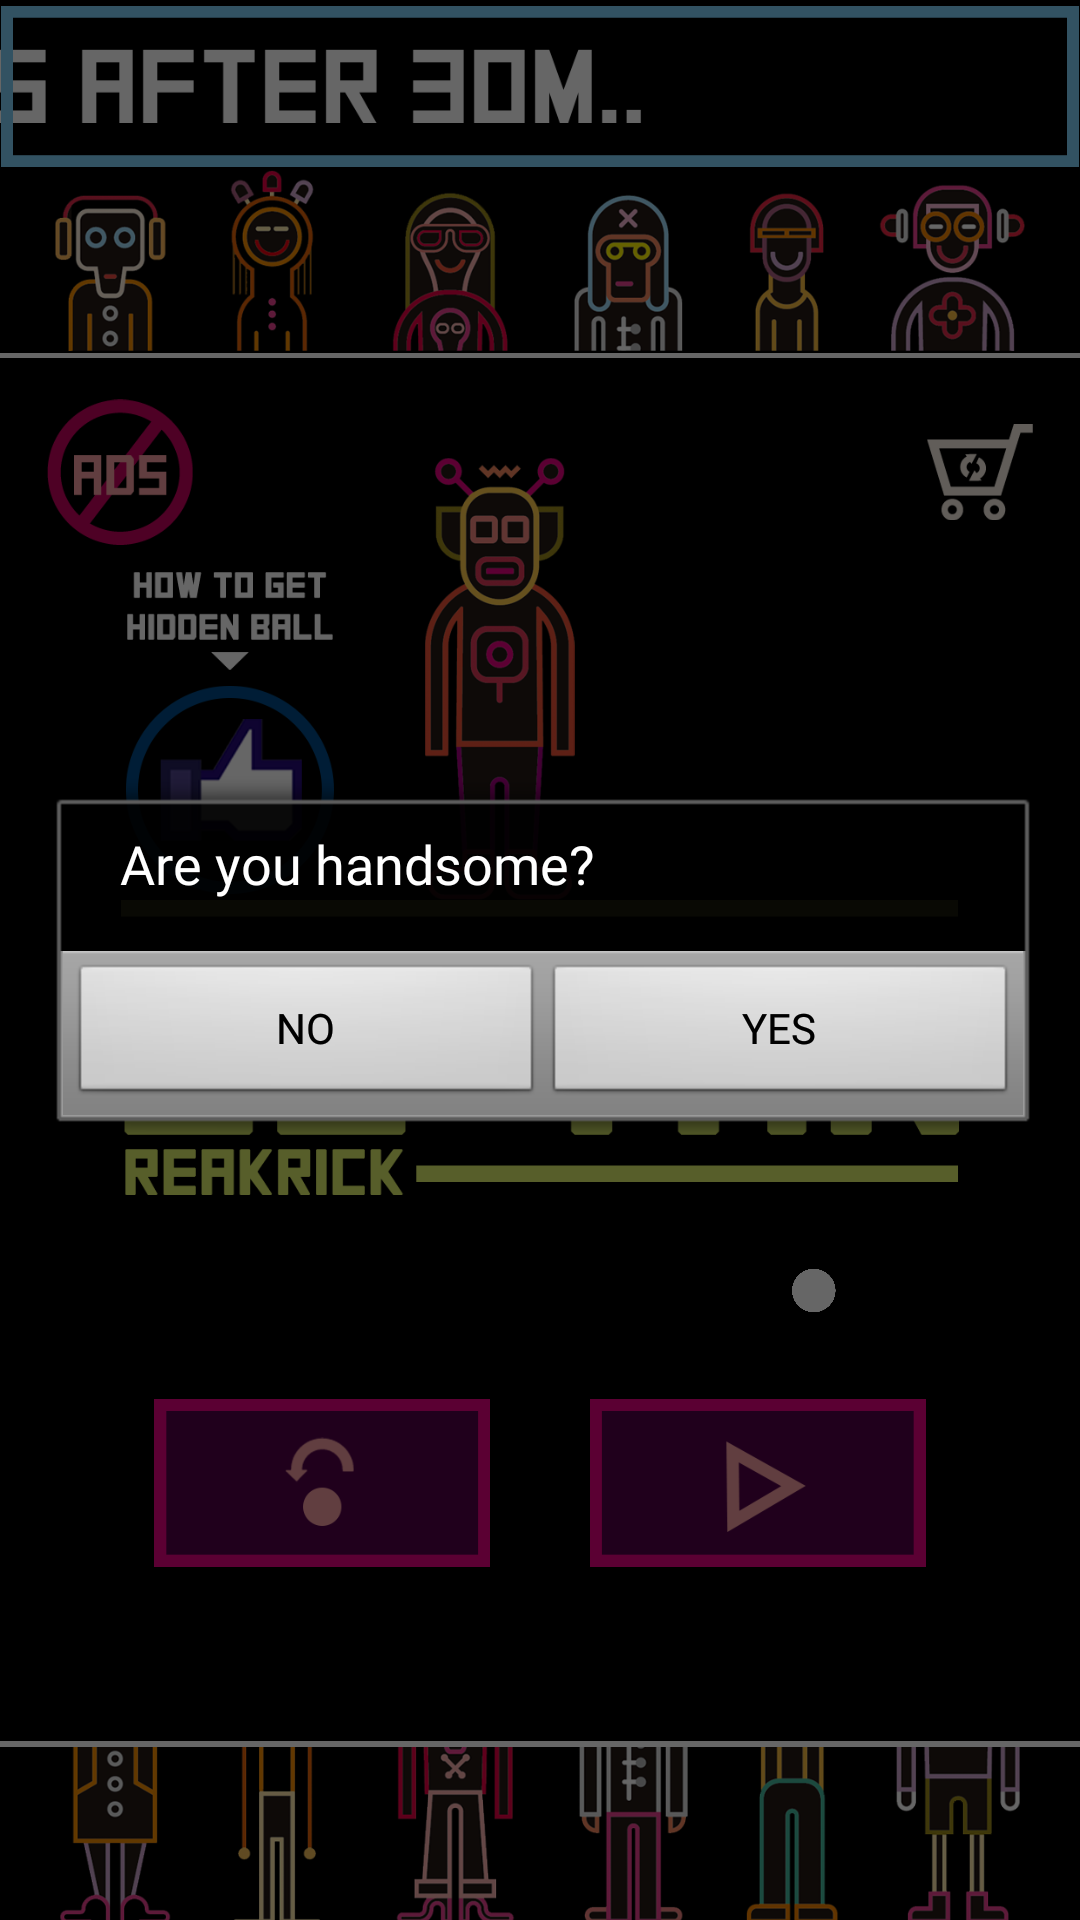 S AFTER 30M..
ADS
HOW TO GET
HIDDEN BALL
Are you handsome?
NO
YES
REAKRICK